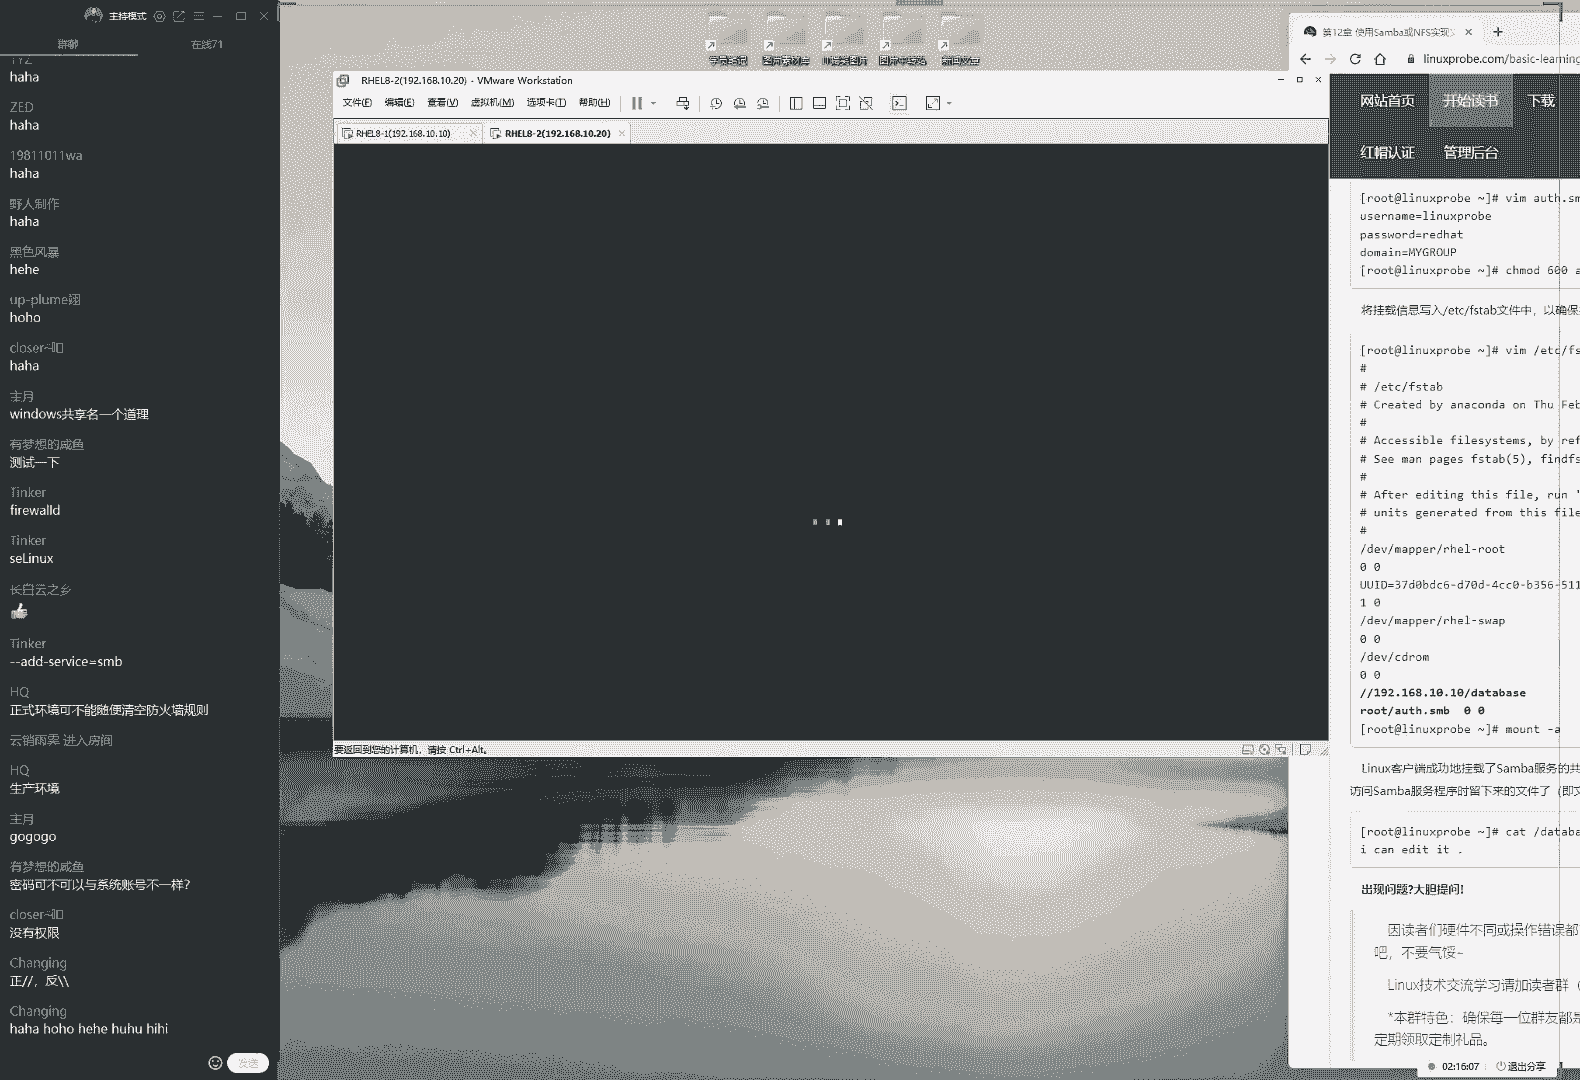 主持模式
群聊
在线71
haha
ZED
haha
19811011wa
haha
野人制作
haha
黑色风暴
hehe
up-plume翊
hoho
haha
主月
windows共享名一个道理
有梦想的咸鱼
测试一下
Tinker
firewalld
Tinker
seLinux
长白云之乡
Tinker
--add-service=smb
HQ
正式环境可不能随便清空防火墙规则
云销雨霁 进入房间
HQ
生产环境
主月
gogogo
有梦想的咸鱼
密码可不可以与系统账号不一样?
没有权限
Changing
正//，反\\
Changing
haha hoho hehe huhu hihi
发送
RHEL8-2(192.168.10.20) - VMware Workstation
文件(F) 编辑(E) 查看(V) 虚拟机(M) 选项卡(T) 帮助(H)
RHEL8-1(192.168.10.10)
RHEL8-2(192.168.10.20)
要返回到您的计算机，请按 Ctrl+Alt。
第12章 使用Samba或NFS实现
linuxprobe.com/basic-learning
网站首页 开始读书 下载
红帽认证 管理后台
[root@linuxprobe ~]# vim auth.sm
username=linuxprobe
password=redhat
domain=MYGROUP
[root@linuxprobe ~]# chmod 600 a
将挂载信息写入/etc/fstab文件中，以确保
[root@linuxprobe ~]# vim /etc/fs
#
# /etc/fstab
# Created by anaconda on Thu Feb
#
# Accessible filesystems, by ref
# See man pages fstab(5), findfs
#
# After editing this file, run '
# units generated from this file
#
/dev/mapper/rhel-root
0 0
UUID=37d0bdc6-d70d-4cc0-b356-511
1 0
/dev/mapper/rhel-swap
0 0
/dev/cdrom
0 0
//192.168.10.10/database
root/auth.smb 0 0
[root@linuxprobe ~]# mount -a
Linux客户端成功地挂载了Samba服务的共
访问Samba服务程序时留下来的文件了（即文
[root@linuxprobe ~]# cat /databa
i can edit it .
出现问题?大胆提问!
因读者们硬件不同或操作错误都
吧，不要气馁~
Linux技术交流学习请加读者群（
*本群特色：确保每一位群友都是
定期领取定制礼品。
02:16:07
退出分享